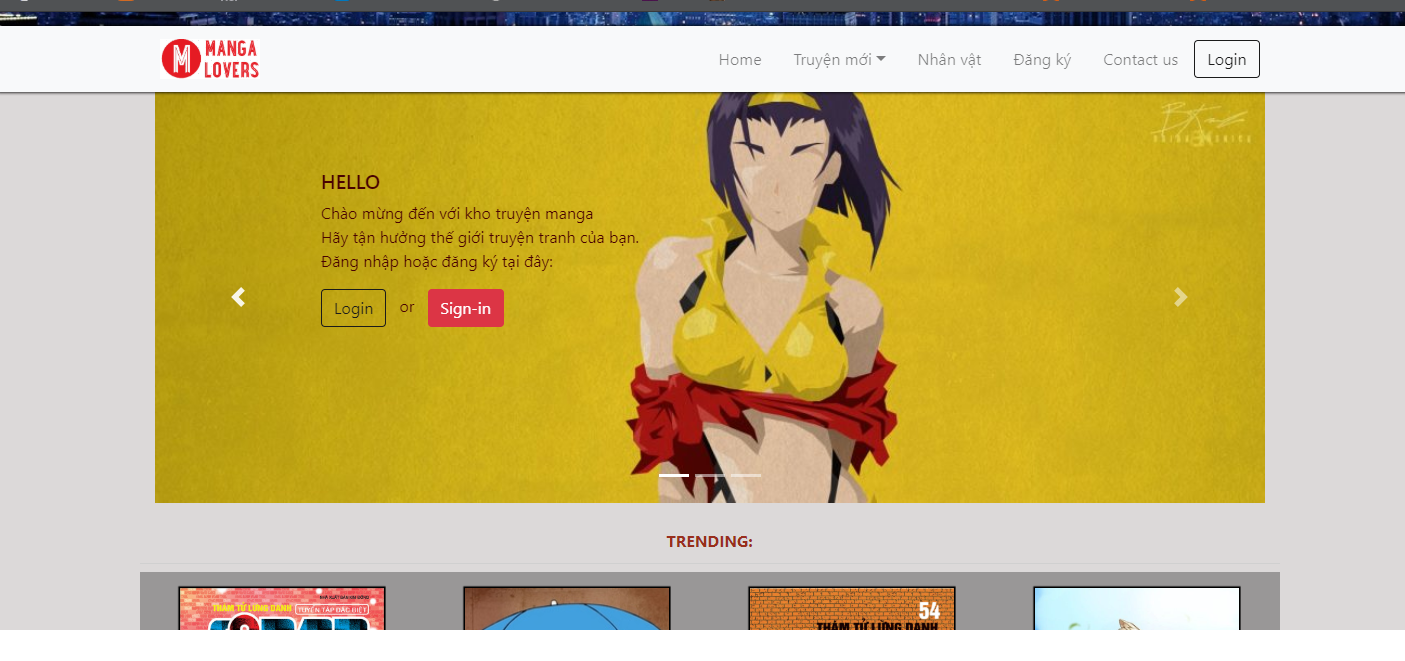 MANGA
LOVERS
Home
Truyện mới
Nhân vật
Đăng ký
Contact us
Login
HELLO
Chào mừng đến với kho truyện manga
Hãy tận hưởng thế giới truyện tranh của bạn.
Đăng nhập hoặc đăng ký tại đây:
Login
or
Sign-in
TRENDING:
THÁM TỬ LỪNG DANH
TUYỂN TẬP ĐẶC BIỆT
54
THÁM TỬ LỪNG DANH